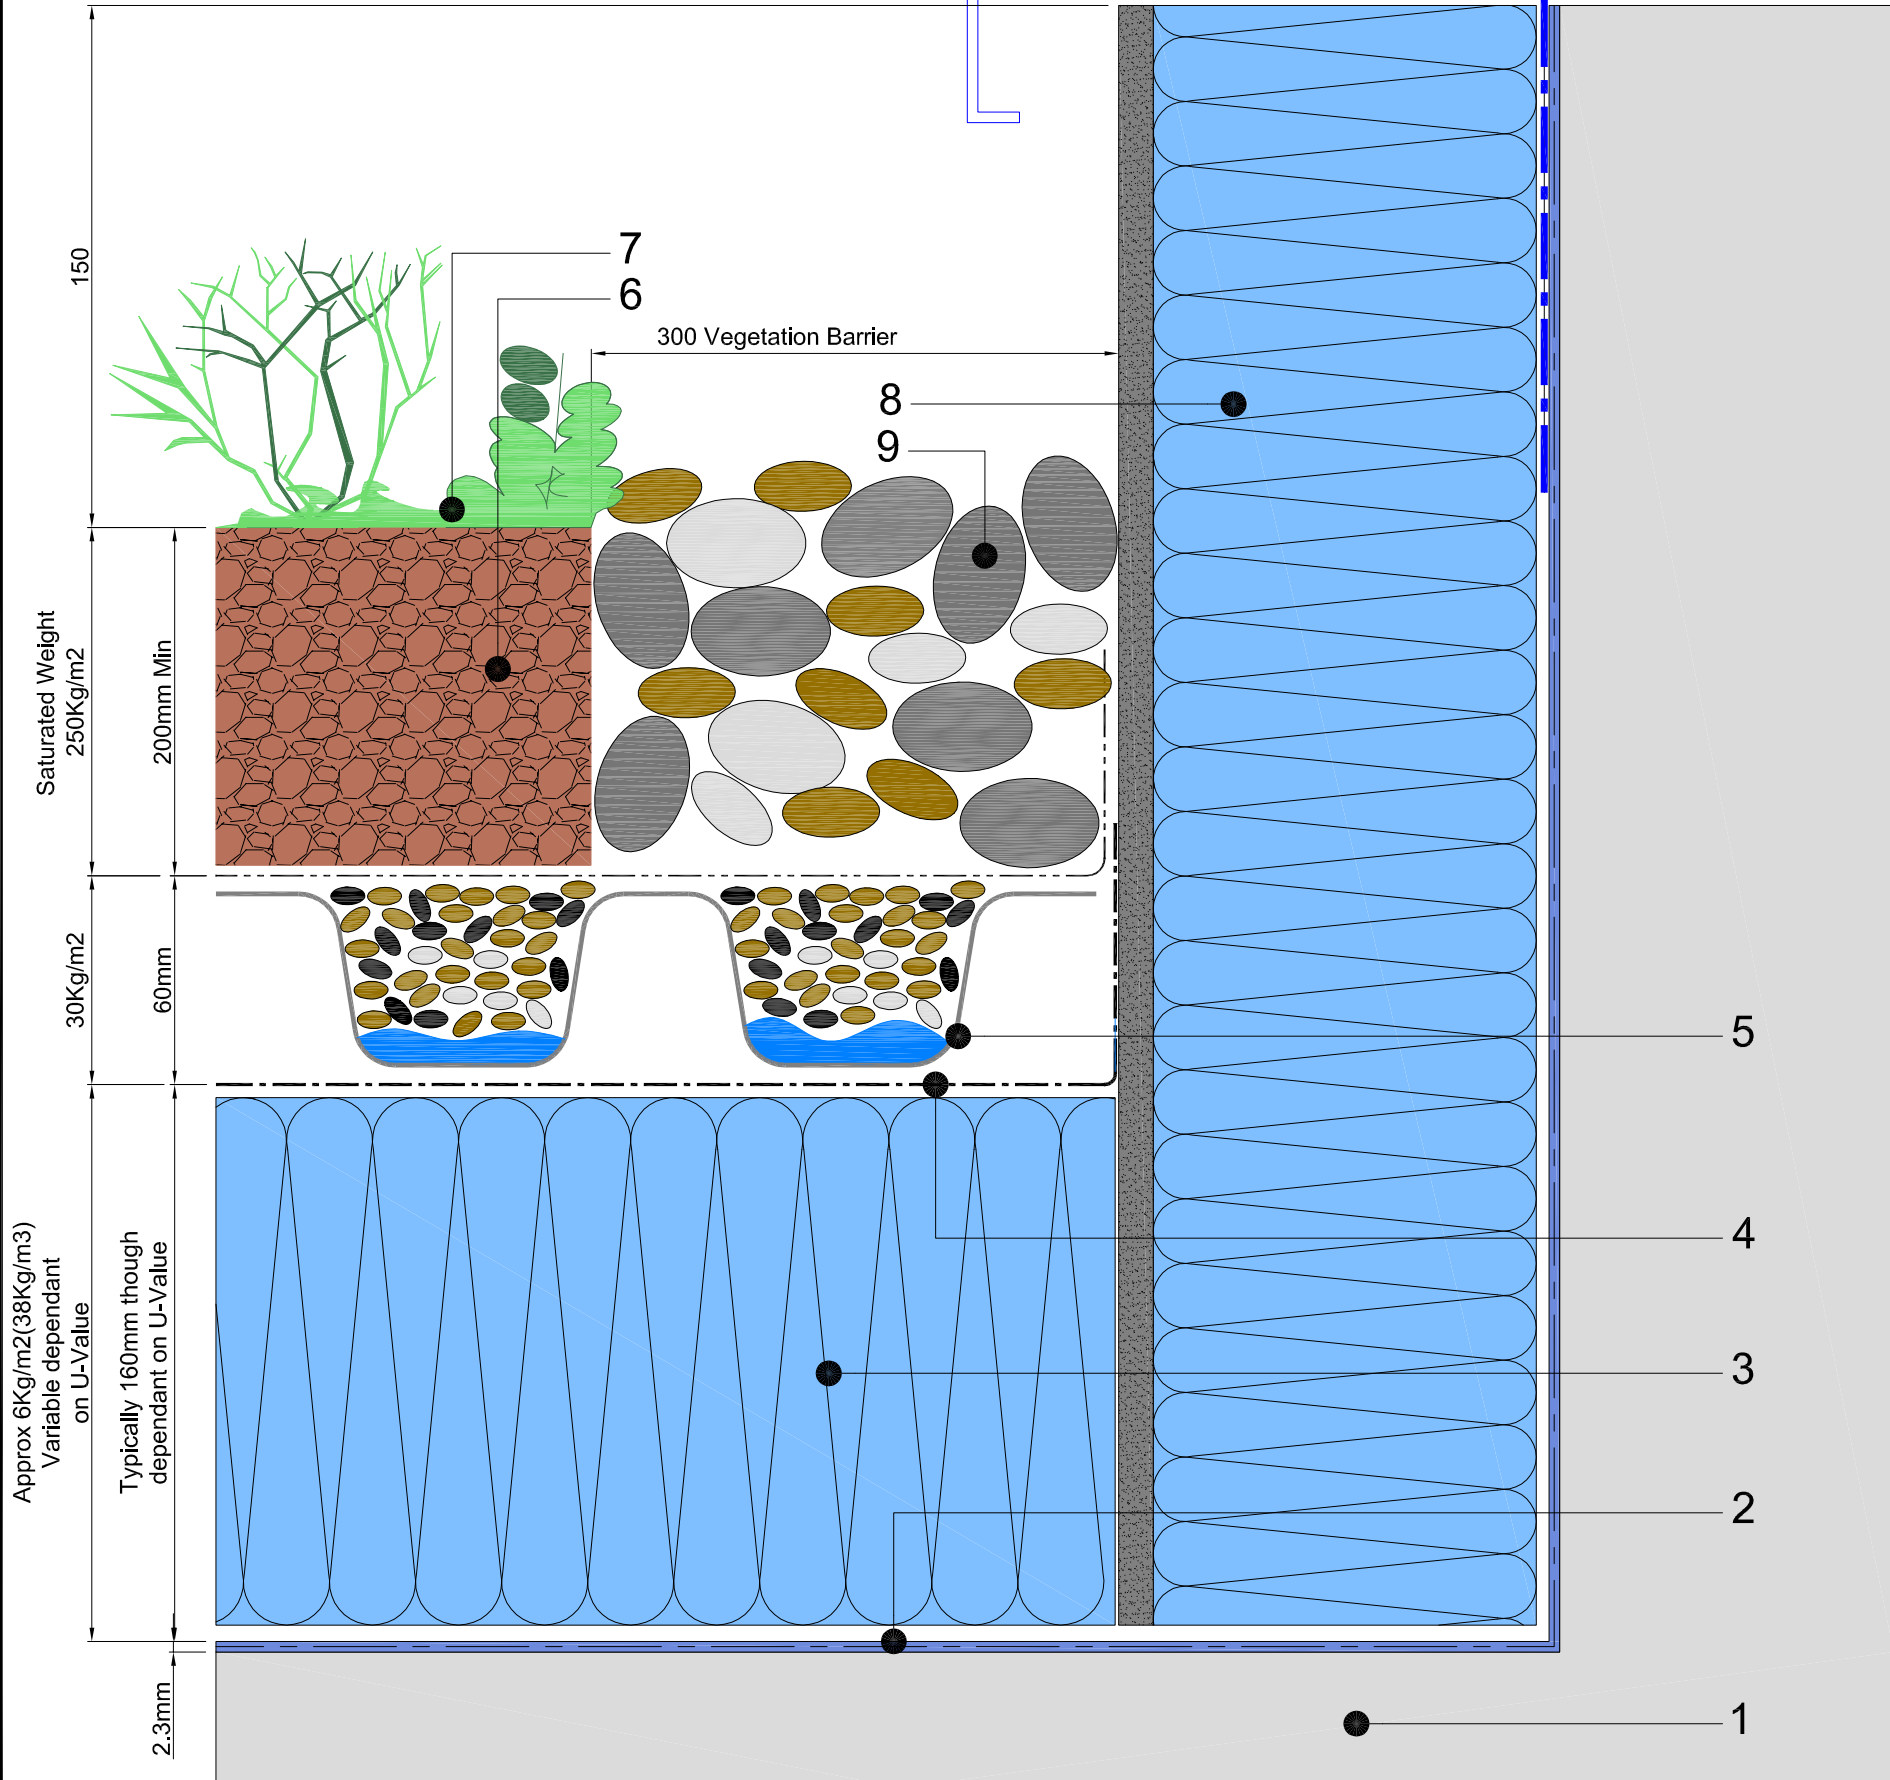 150
7
6
300 Vegetation Barrier
8
9
Saturated Weight
250Kg/m2
200mm Min
30Kg/m2
60mm
5
4
Approx 6Kg/m2(38Kg/m3)
Variable dependant
on U-Value
Typically 160mm though
dependant on U-Value
3
2
2.3mm
1